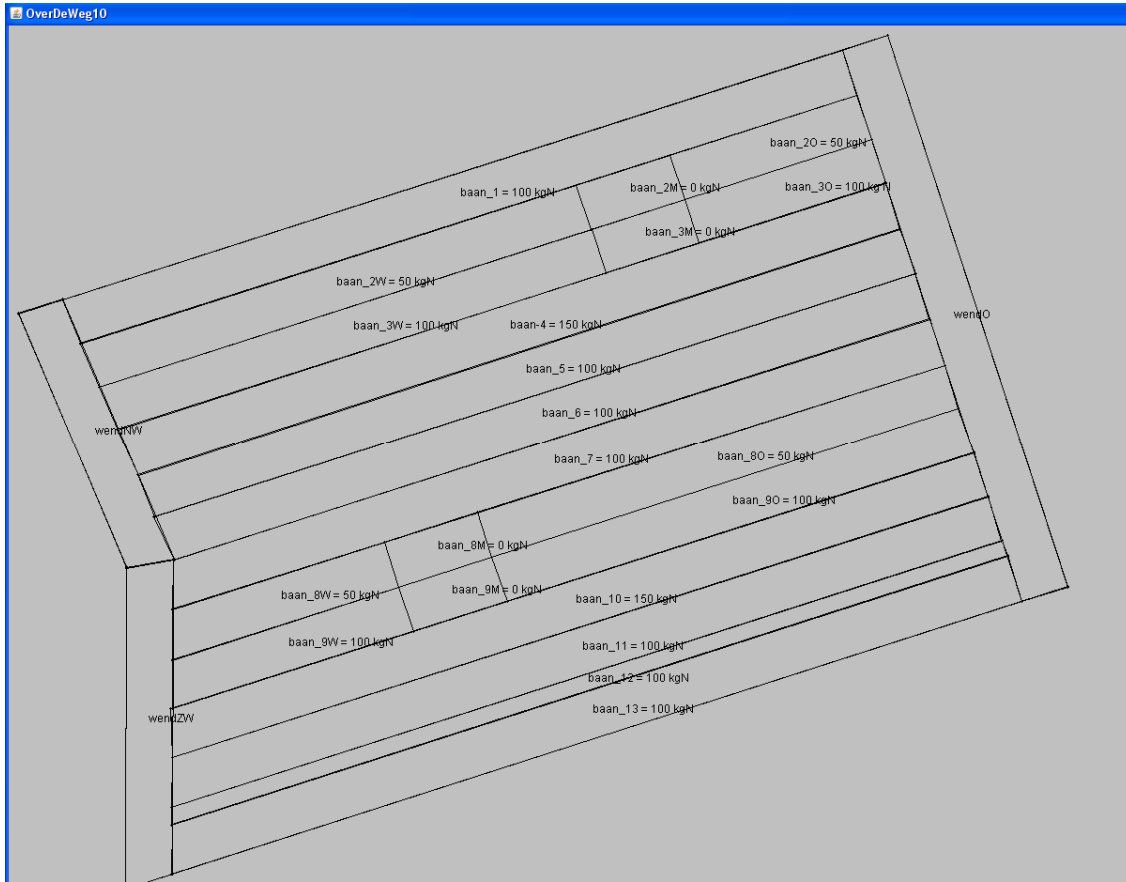 OverDeWeg10
baan_2O = 50 kgN
baan_1 = 100 kgN
baan_2M = 0 kgN
baan_3O = 100 kgN
baan_3M = 0 kgN
baan_2W = 50 kgN
baan_3W = 100 kgN
baan-4 = 150 kgN
wendO
baan_5 = 100 kgN
baan_6 = 100 kgN
wendNW
baan_7 = 100 kgN
baan_8O = 50 kgN
baan_9O = 100 kgN
baan_8M = 0 kgN
baan_9M = 0 kgN
baan_8W = 50 kgN
baan_10 = 150 kgN
baan_9W = 100 kgN
baan_11 = 100 kgN
baan_12 = 100 kgN
baan_13 = 100 kgN
wendZW